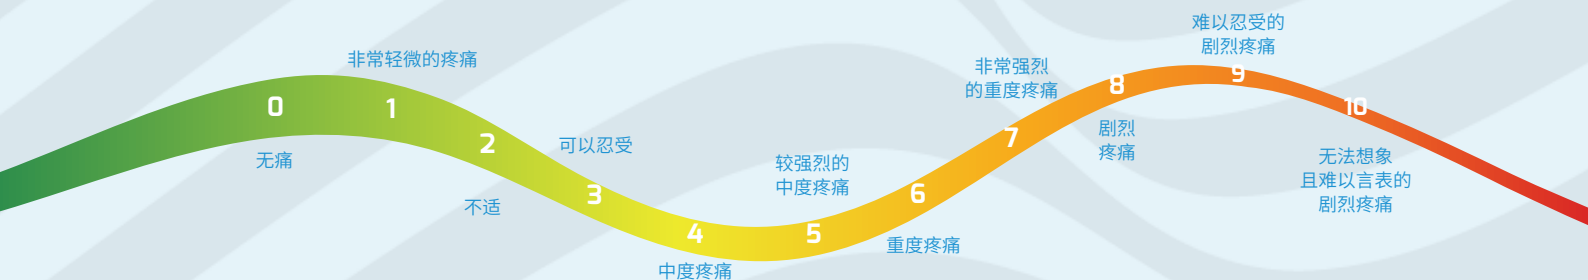 0
无痛
1
非常轻微的疼痛
2
不适
3
可以忍受
4
中度疼痛
5
较强烈的
中度疼痛
6
重度疼痛
7
非常强烈
的重度疼痛
8
剧烈
疼痛
9
难以忍受的
剧烈疼痛
10
无法想象
且难以言表的
剧烈疼痛